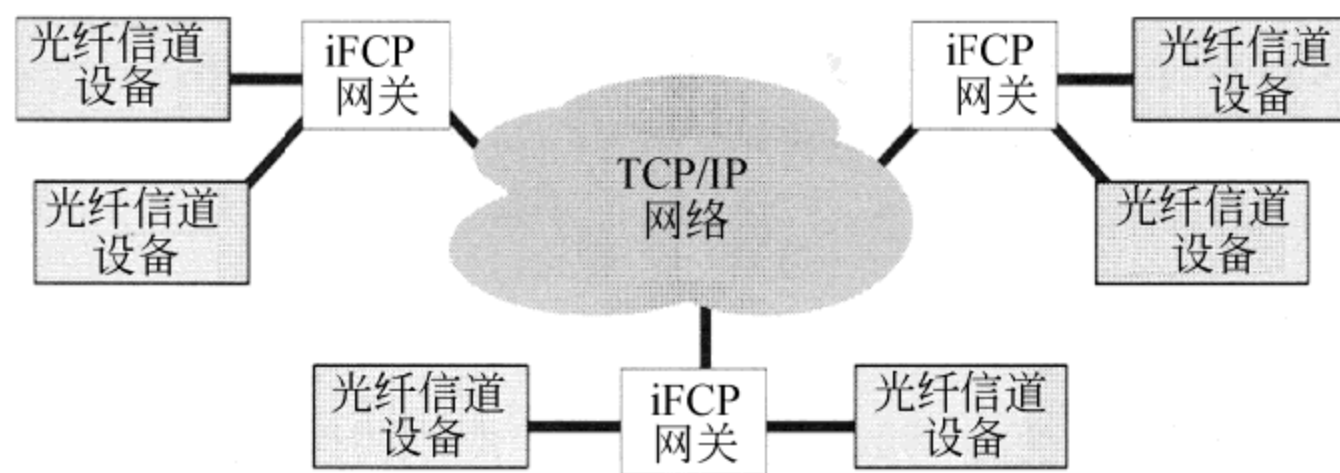 光纤信道
设备
iFCP
网关
iFCP
网关
光纤信道
设备
TCP/IP
网络
光纤信道
设备
光纤信道
设备
光纤信道
设备
iFCP
网关
光纤信道
设备